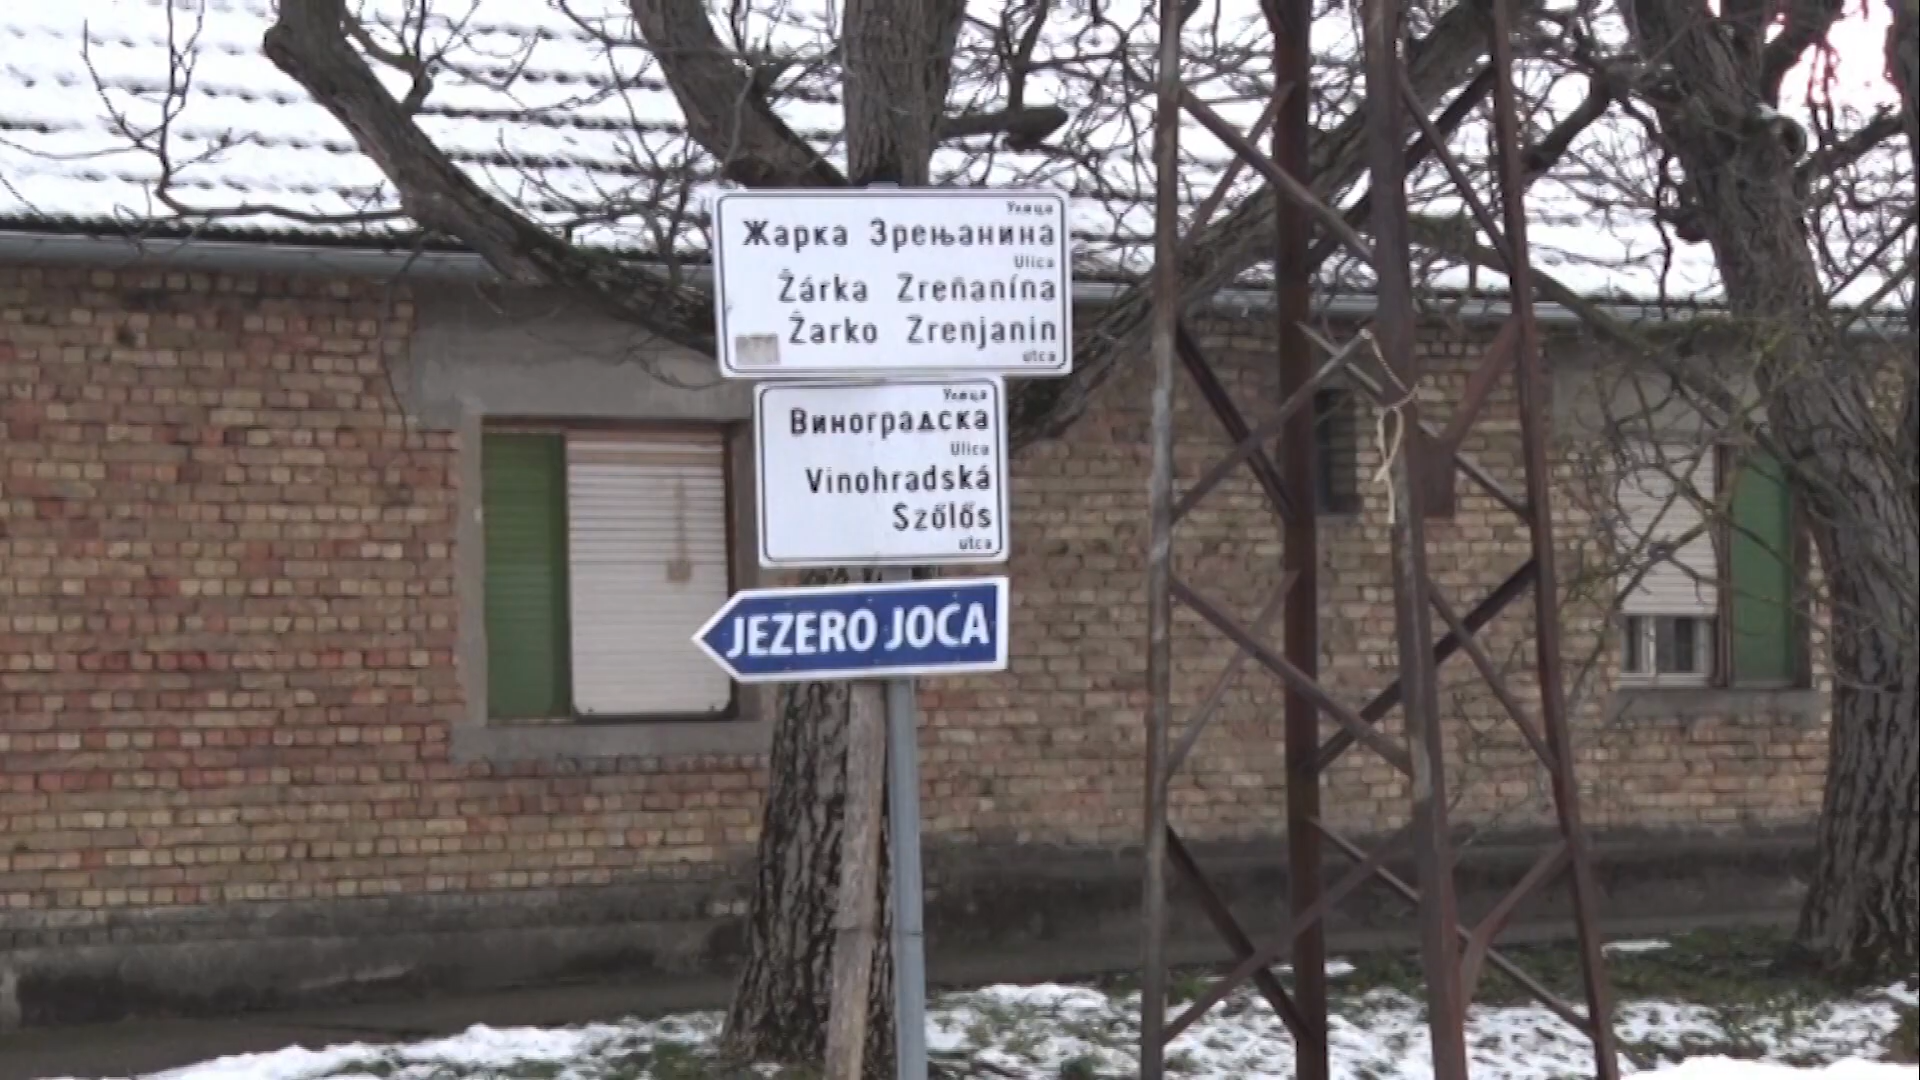 Улица
Жарка Зрењанина
Ulica
Žárka Zreňanína
Žarko Zrenjanin
utca
Улица
Виноградска
Ulica
Vinohradská
Szőlős
utca
JEZERO JOCA